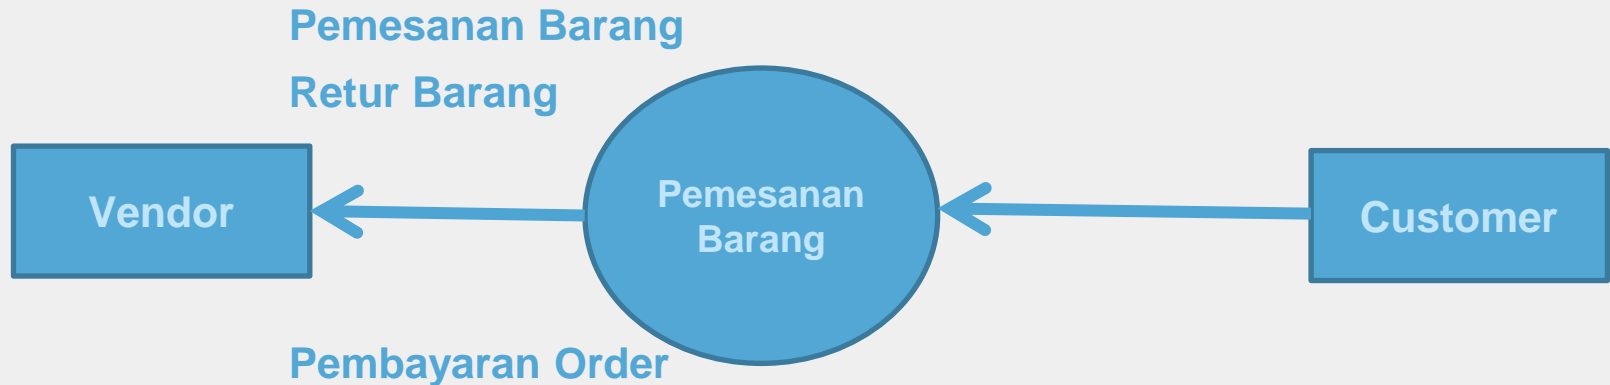 Pemesanan Barang
Retur Barang
Vendor
Pemesanan
Barang
Customer
Pembayaran Order